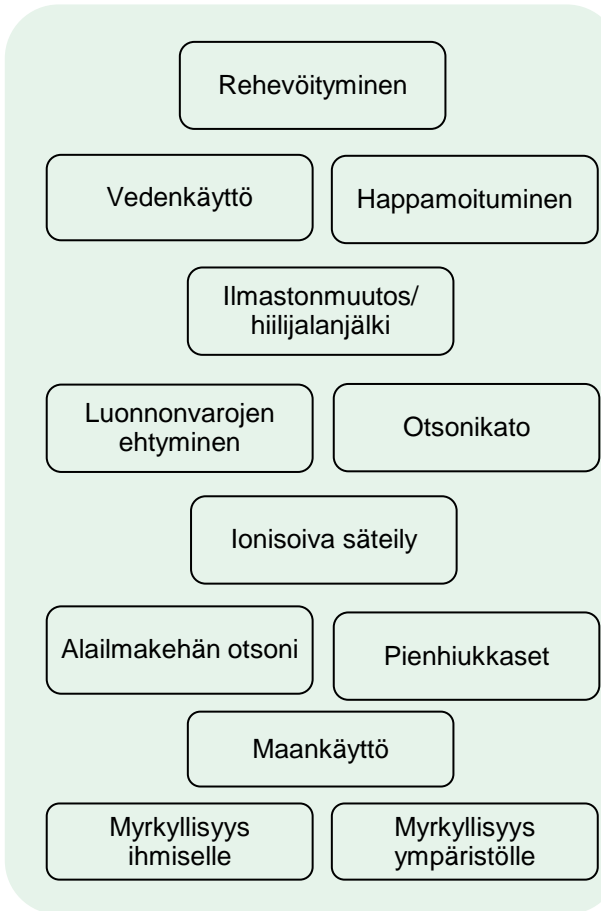 Rehevöityminen
Vedenkäyttö
Happamoituminen
Ilmastonmuutos/
hiilijalanjälki
Luonnonvarojen
ehtyminen
Otsonikato
Ionisoiva säteily
Alailmakehän otsoni
Pienhiukkaset
Maankäyttö
Myrkyllisyys
ihmiselle
Myrkyllisyys
ympäristölle